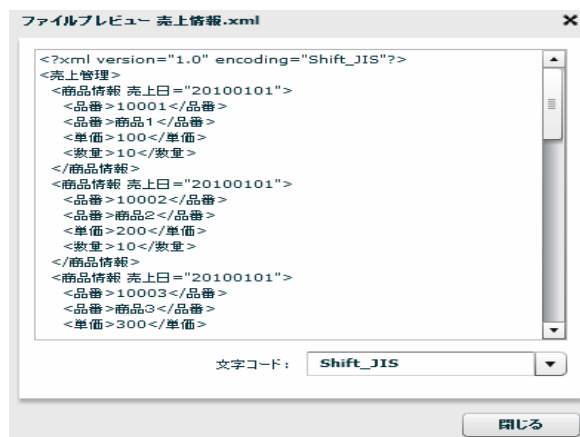 ファイルプレビュー 売上情報.xml
<?xml version="1.0" encoding="Shift_JIS"?>
<売上管理>
<商品情報 売上日="20100101">
<品番>10001</品番>
<品番>商品1</品番>
<単価>100</単価>
<数量>10</数量>
</商品情報>
<商品情報 売上日="20100101">
<品番>10002</品番>
<品番>商品2</品番>
<単価>200</単価>
<数量>10</数量>
</商品情報>
<商品情報 売上日="20100101">
<品番>10003</品番>
<品番>商品3</品番>
<単価>300</単価>
文字コード: Shift_JIS
閉じる